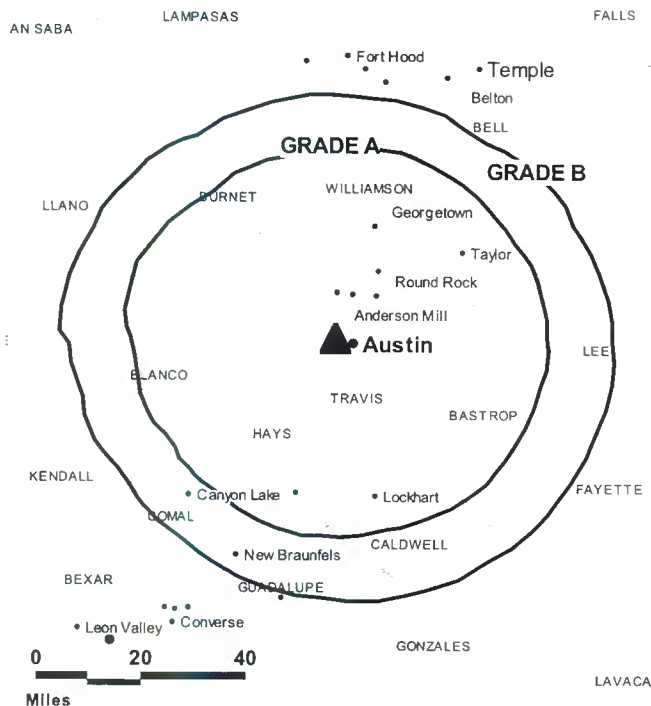 LAMPASAS
FALLS
AN SABA
Fort Hood
Temple
Belton
BELL
GRADE A
GRADE B
WILLIAMSON
BURNET
LLANO
Georgetown
Taylor
Round Rock
Anderson Mill
Austin
LEE
BLANCO
TRAVIS
BASTROP
HAYS
KENDALL
FAYETTE
Canyon Lake
Lockhart
COMAL
CALDWELL
New Braunfels
BEXAR
GUADALUPE
Converse
Leon Valley
GONZALES
0 20 40
LAVACA
Miles